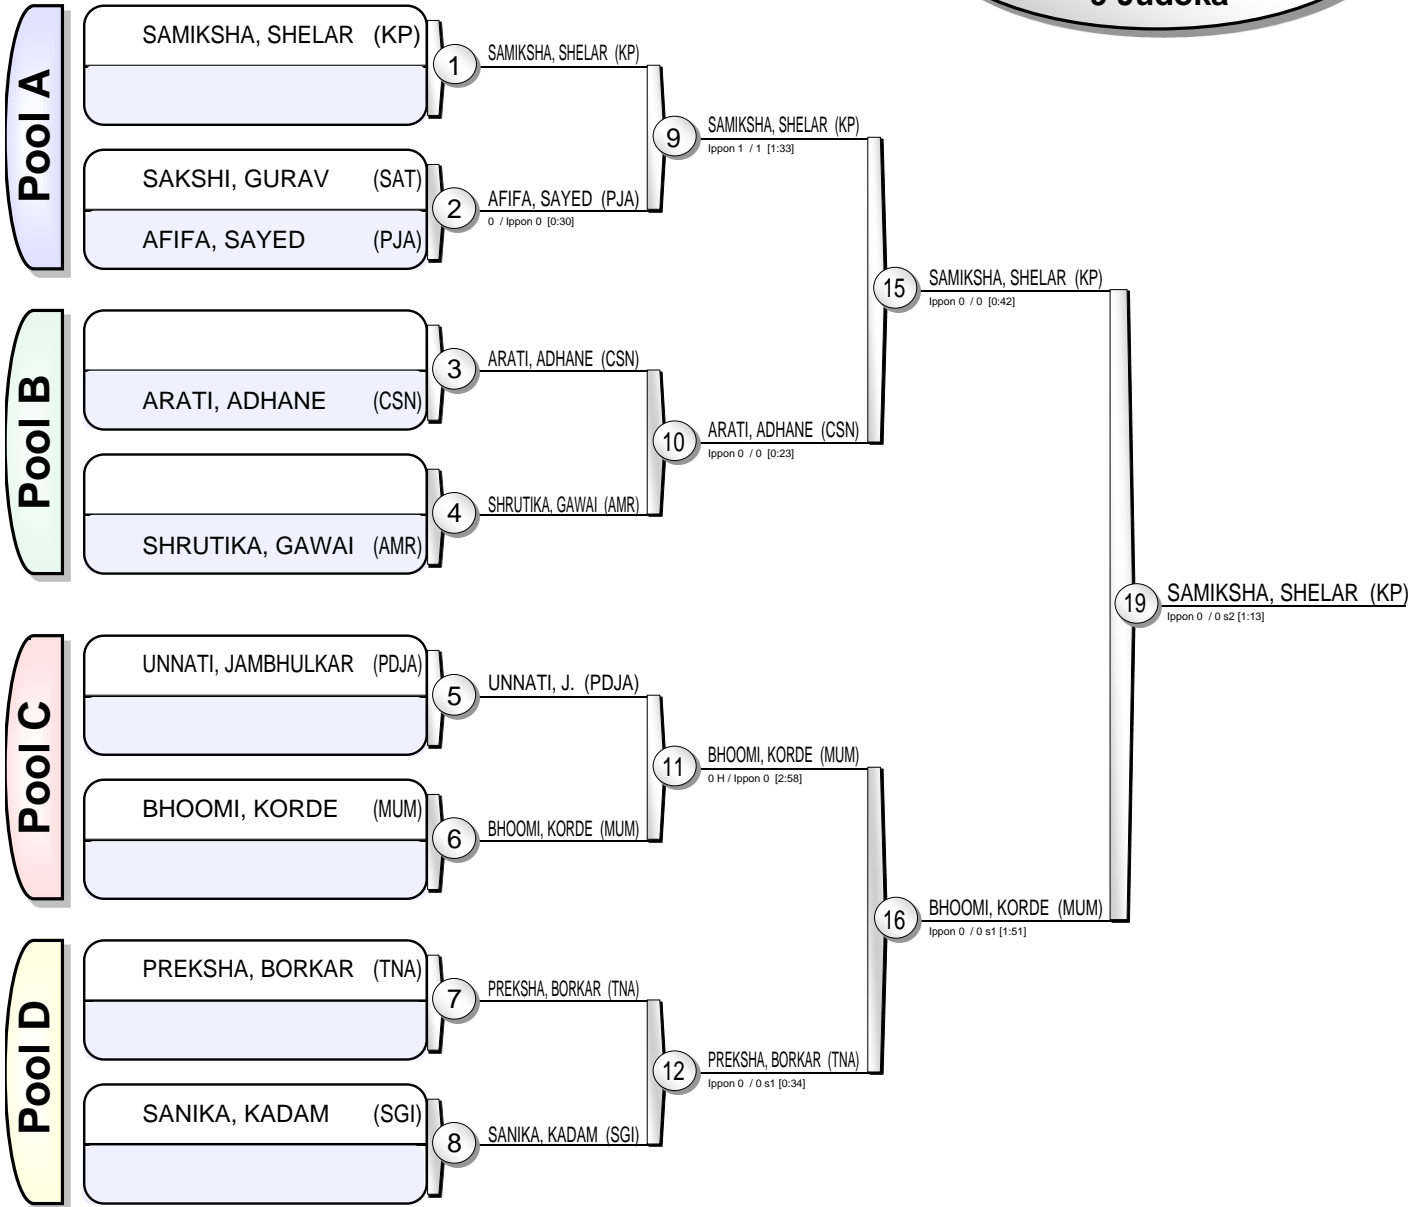 9 Judoka
Pool A
SAMIKSHA, SHELAR (KP)
1
SAMIKSHA, SHELAR (KP)
SAKSHI, GURAV (SAT)
AFIFA, SAYED (PJA)
2
AFIFA, SAYED (PJA)
0 / Ippon 0 [0:30]
9
SAMIKSHA, SHELAR (KP)
Ippon 1 / 1 [1:33]
Pool B
ARATI, ADHANE (CSN)
3
ARATI, ADHANE (CSN)
SHRUTIKA, GAWAI (AMR)
4
SHRUTIKA, GAWAI (AMR)
10
ARATI, ADHANE (CSN)
Ippon 0 / 0 [0:23]
15
SAMIKSHA, SHELAR (KP)
Ippon 0 / 0 [0:42]
Pool C
UNNATI, JAMBHULKAR (PDJA)
5
UNNATI, J. (PDJA)
BHOOMI, KORDE (MUM)
6
BHOOMI, KORDE (MUM)
11
BHOOMI, KORDE (MUM)
0 H / Ippon 0 [2:58]
Pool D
PREKSHA, BORKAR (TNA)
7
PREKSHA, BORKAR (TNA)
SANIKA, KADAM (SGI)
8
SANIKA, KADAM (SGI)
12
PREKSHA, BORKAR (TNA)
Ippon 0 / 0 s1 [0:34]
16
BHOOMI, KORDE (MUM)
Ippon 0 / 0 s1 [1:51]
19
SAMIKSHA, SHELAR (KP)
Ippon 0 / 0 s2 [1:13]